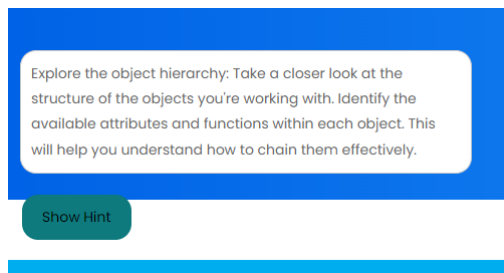 Explore the object hierarchy: Take a closer look at the
structure of the objects you're working with. Identify the
available attributes and functions within each object. This
will help you understand how to chain them effectively.
Show Hint